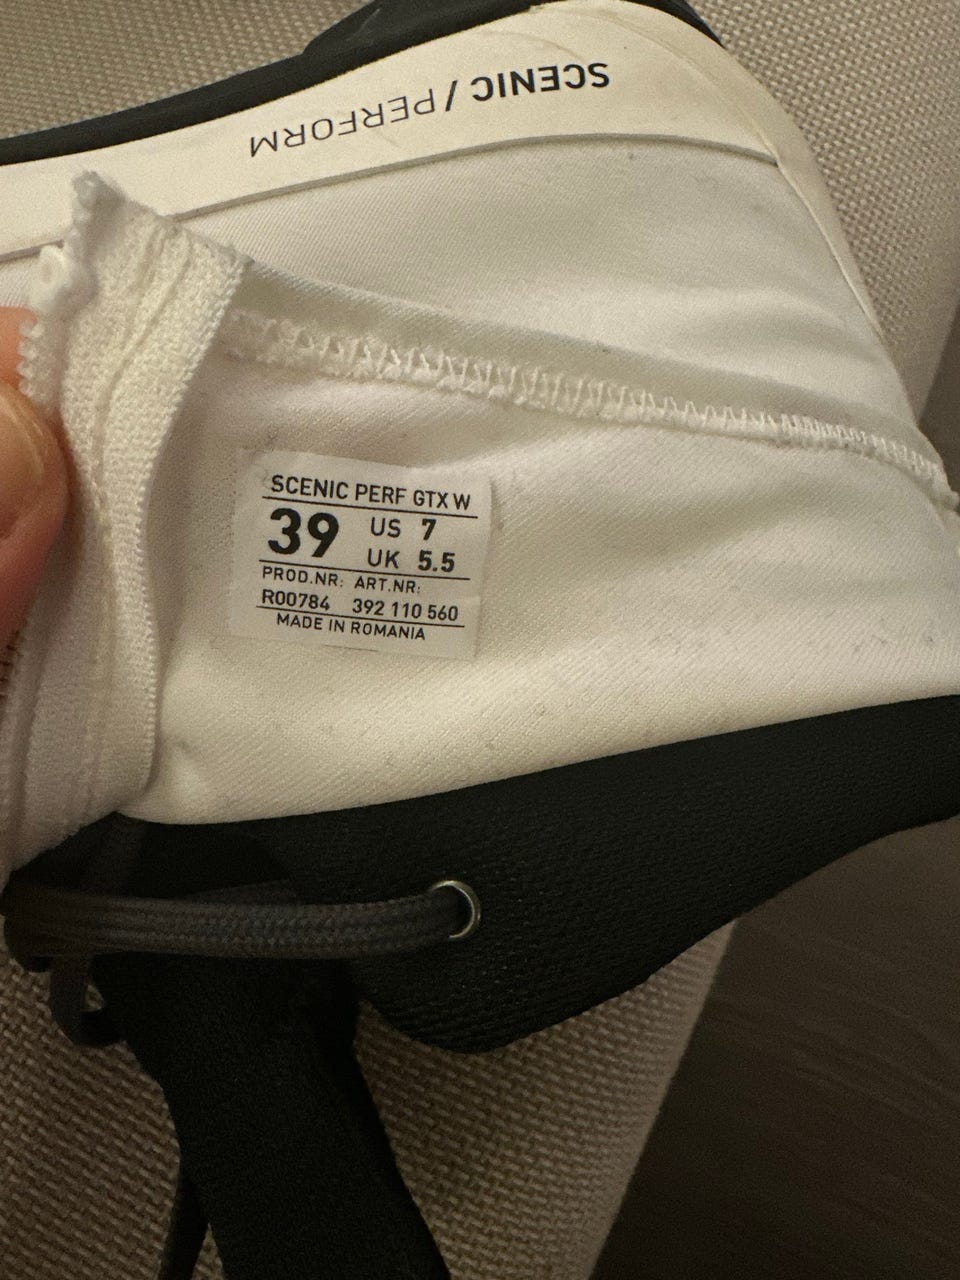 SCENIC / PERFORM
SCENIC PERF GTX W
39 US 7
UK 5.5
PROD.NR: ART.NR:
R00784 392 110 560
MADE IN ROMANIA